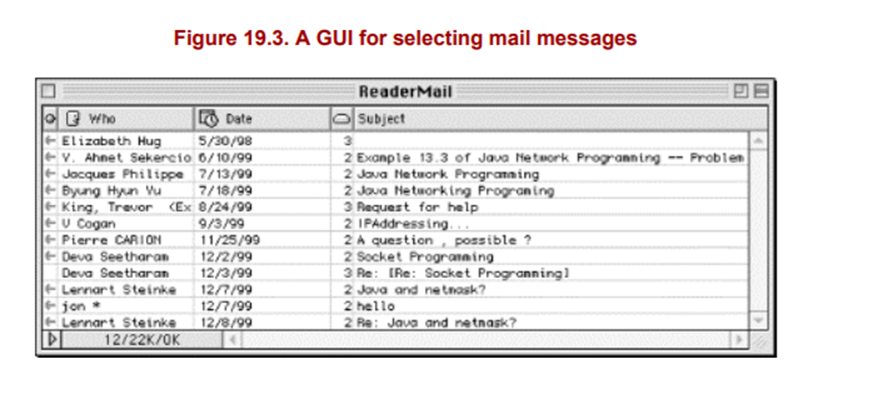 Figure 19.3. A GUI for selecting mail messages
ReaderMail
Who Date Subject
Elizabeth Hug 5/30/98 3
V. Ahmet Sekercio 6/10/99 2 Example 13.3 of Java Network Programming -- Problem
Jacques Philippe 7/13/99 2 Java Network Programming
Byung Hyun Yu 7/18/99 2 Java Networking Programing
King, Trevor (Ex 8/24/99 3 Request for help
V Cogan 9/3/99 2 IPAddressing...
Pierre CARION 11/25/99 2 A question , possible ?
Deva Seetharam 12/2/99 2 Socket Programming
Deva Seetharam 12/3/99 3 Re: [Re: Socket Programming]
Lennart Steinke 12/7/99 2 Java and netmask?
jon * 12/7/99 2 hello
Lennart Steinke 12/8/99 2 Re: Java and netmask?
12/22K/0K